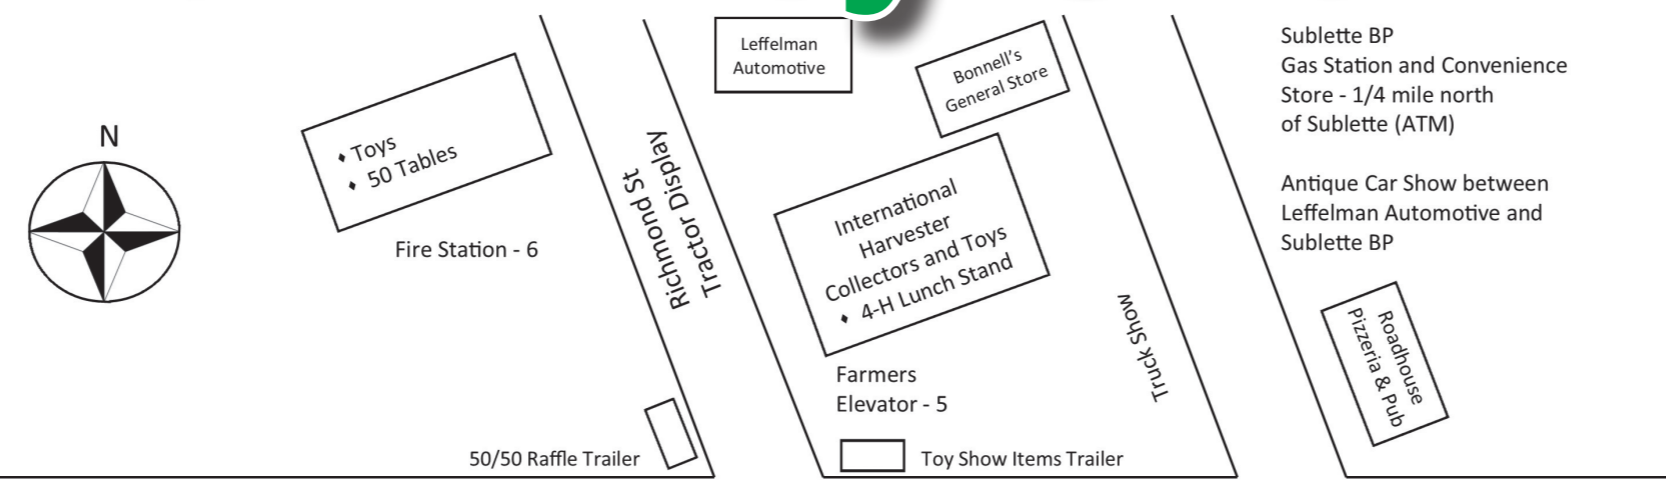 N
♦ Toys
♦ 50 Tables
Fire Station - 6
Richmond St
Tractor Display
50/50 Raffle Trailer
Leffelman
Automotive
Bonnell's
General Store
International
Harvester
Collectors and Toys
♦ 4-H Lunch Stand
Farmers
Elevator - 5
Toy Show Items Trailer
Truck Show
Sublette BP
Gas Station and Convenience
Store - 1/4 mile north
of Sublette (ATM)
Antique Car Show between
Leffelman Automotive and
Sublette BP
Roadhouse
Pizzeria & Pub